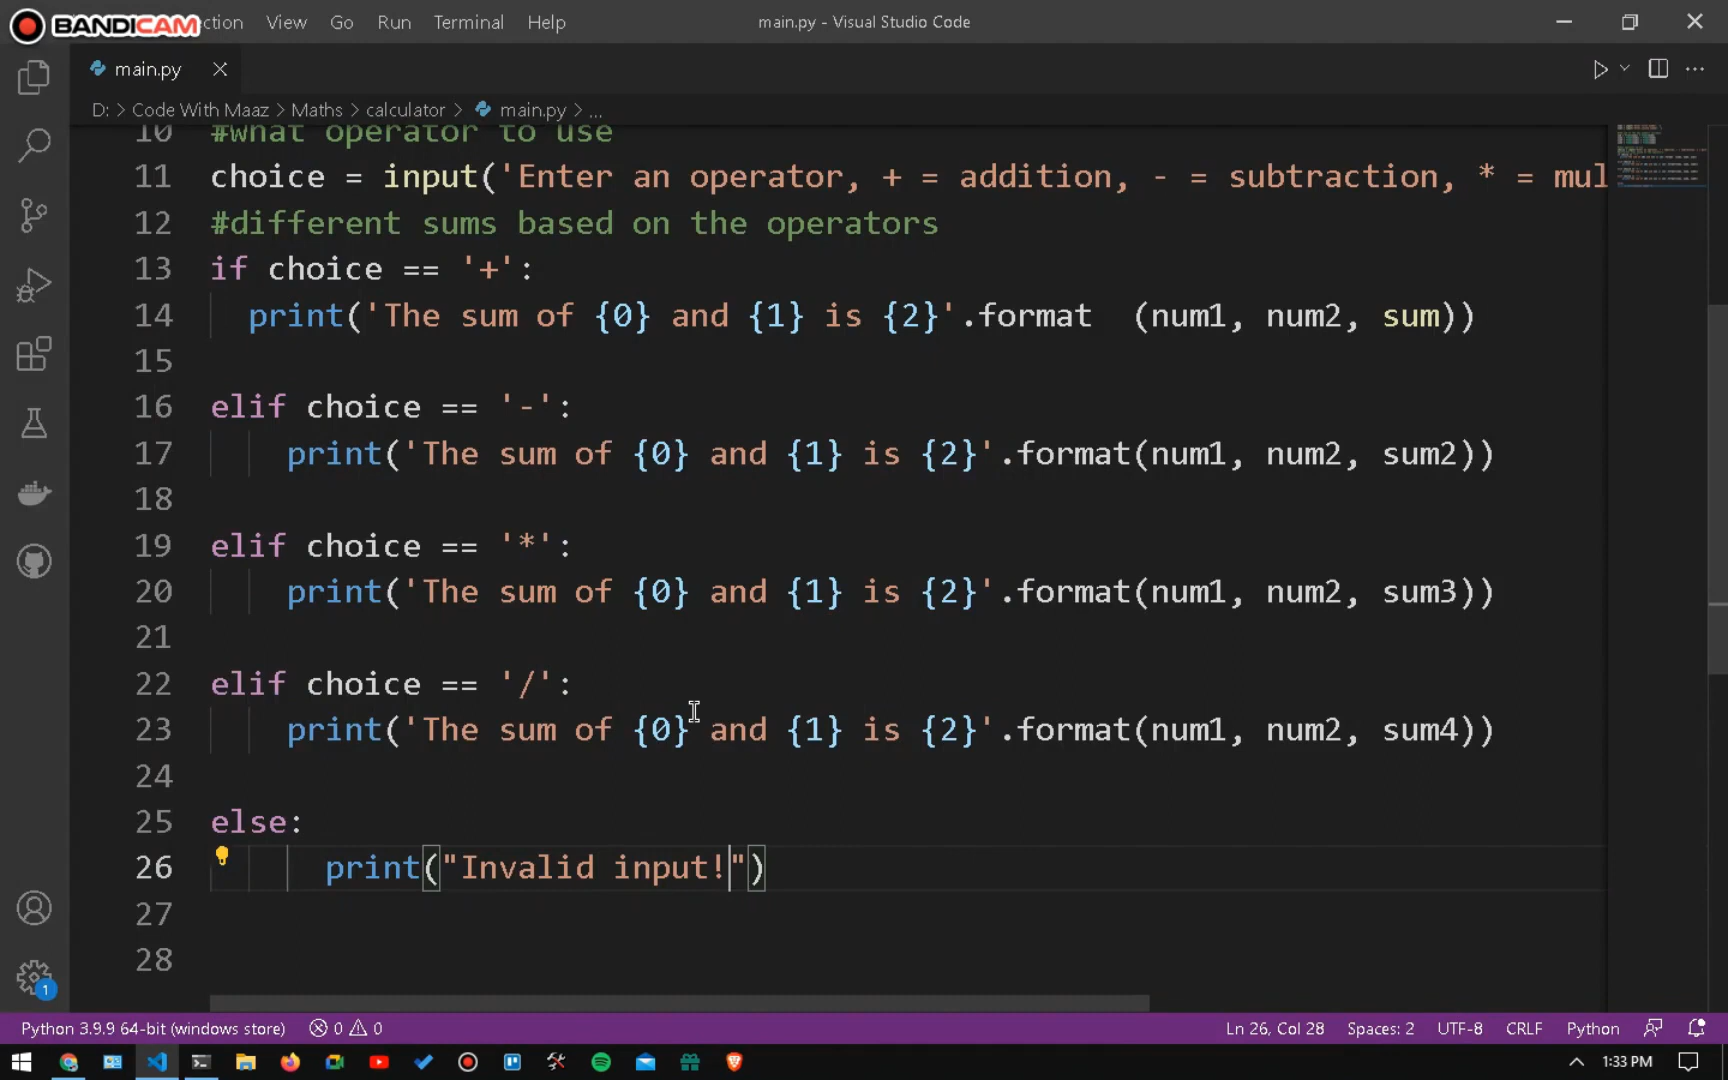 BANDICAM
View Go Run Terminal Help main.py - Visual Studio Code
main.py
D: > Code With Maaz > Maths > calculator > main.py > ...
10 #what operator to use
11 choice = input('Enter an operator, + = addition, - = subtraction, * = mul
12 #different sums based on the operators
13 if choice == '+':
14 print('The sum of {0} and {1} is {2}'.format  (num1, num2, sum))
15
16 elif choice == '-':
17 print('The sum of {0} and {1} is {2}'.format(num1, num2, sum2))
18
19 elif choice == '*':
20 print('The sum of {0} and {1} is {2}'.format(num1, num2, sum3))
21
22 elif choice == '/':
23 print('The sum of {0} and {1} is {2}'.format(num1, num2, sum4))
24
25 else:
26 print("Invalid input!")
27
28
1
Python 3.9.9 64-bit (windows store) 0 0 Ln 26, Col 28 Spaces: 2 UTF-8 CRLF Python
1:33 PM